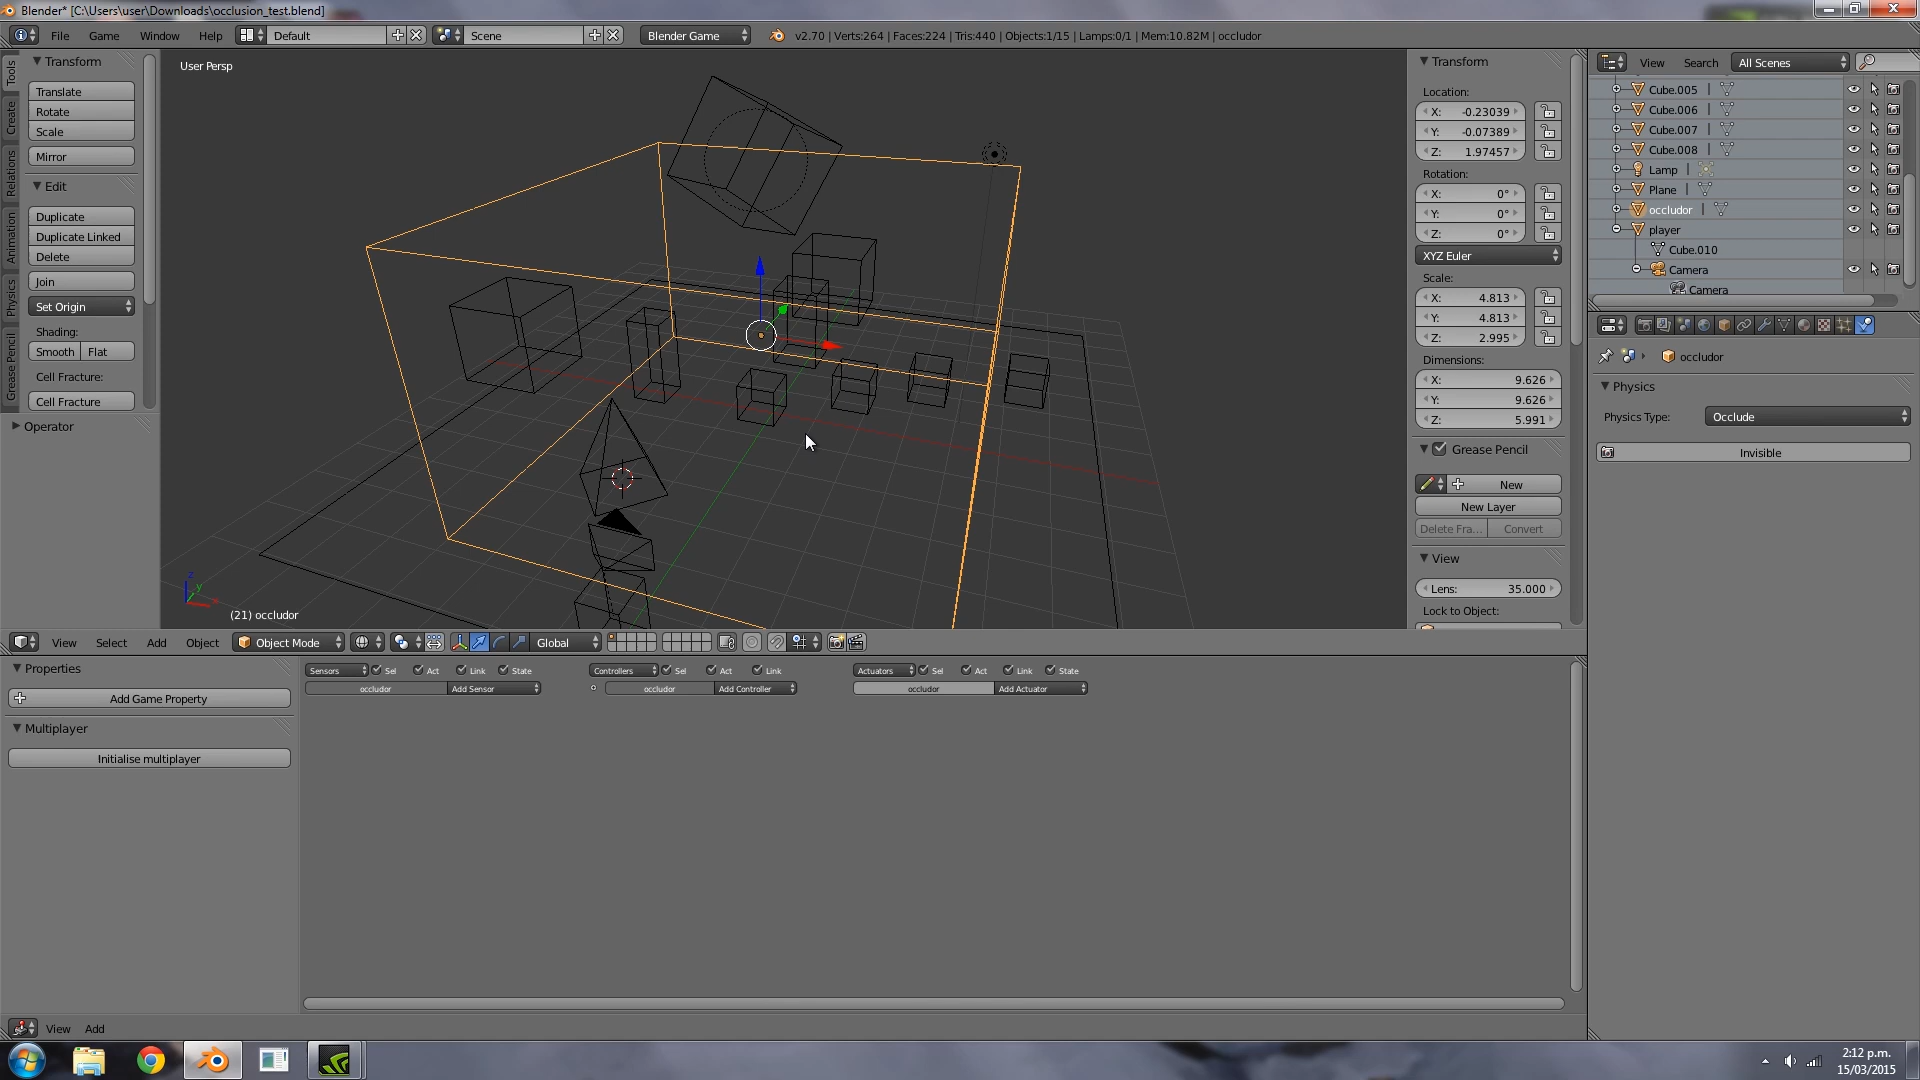 Blender* [C:\Users\user\Downloads\occlusion_test.blend]
File Game Window Help Default Scene Blender Game v2.70 | Verts:264 | Faces:224 | Tris:440 | Objects:1/15 | Lamps:0/1 | Mem:10.82M | occludor
Tools
Create
Relations
Animation
Physics
Grease Pencil
Transform
Translate
Rotate
Scale
Mirror
Edit
Duplicate
Duplicate Linked
Delete
Join
Set Origin
Shading:
Smooth Flat
Cell Fracture:
Cell Fracture
Operator
User Persp
z
y
x
(21) occludor
Transform
Location:
X: -0.23039
Y: -0.07389
Z: 1.97457
Rotation:
X: 0°
Y: 0°
Z: 0°
XYZ Euler
Scale:
X: 4.813
Y: 4.813
Z: 2.995
Dimensions:
X: 9.626
Y: 9.626
Z: 5.991
Grease Pencil
New
New Layer
Delete Fra... Convert
View
Lens: 35.000
Lock to Object:
View Search All Scenes
Cube.005
Cube.006
Cube.007
Cube.008
Lamp
Plane
occludor
player
Cube.010
Camera
Camera
occludor
Physics
Physics Type: Occlude
Invisible
View Select Add Object Object Mode Global
Properties
Add Game Property
Multiplayer
Initialise multiplayer
Sensors Sel Act Link State Controllers Sel Act Link Actuators Sel Act Link State
occludor Add Sensor occludor Add Controller occludor Add Actuator
View Add
2:12 p.m.
15/03/2015